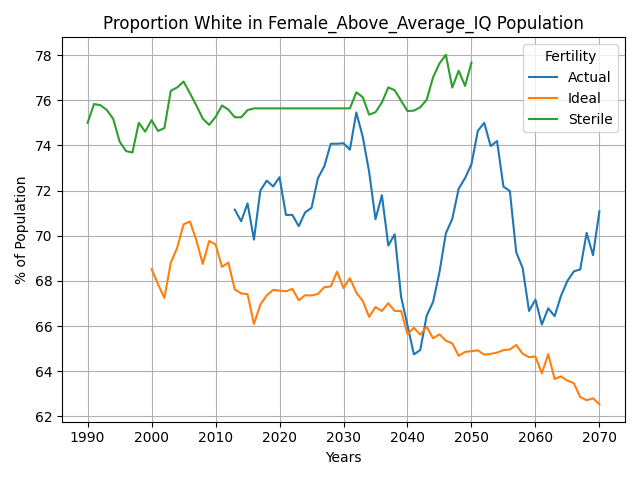 Proportion White in Female_Above_Average_IQ Population
Fertility
Actual
Ideal
Sterile
% of Population
78
76
74
72
70
68
66
64
62
1990 2000 2010 2020 2030 2040 2050 2060 2070
Years